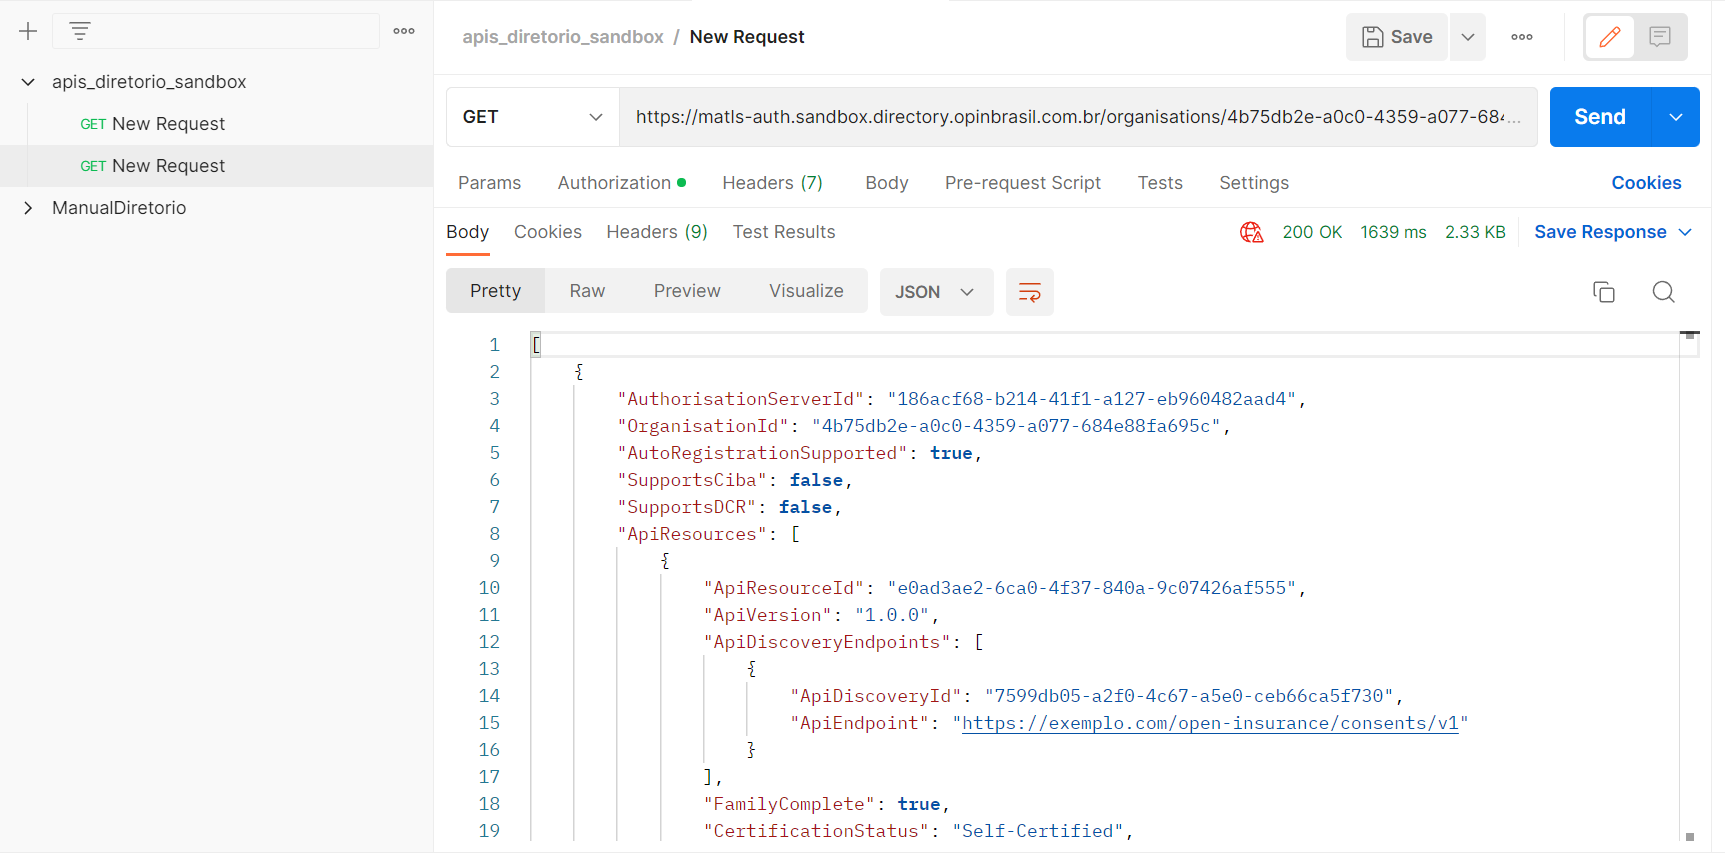 apis_diretorio_sandbox
GET New Request
GET New Request
ManualDiretorio
apis_diretorio_sandbox / New Request
Save
GET
https://matls-auth.sandbox.directory.opinbrasil.com.br/organisations/4b75db2e-a0c0-4359-a077-684...
Send
Params Authorization Headers (7) Body Pre-request Script Tests Settings Cookies
Body Cookies Headers (9) Test Results 200 OK 1639 ms 2.33 KB Save Response
Pretty Raw Preview Visualize JSON
1 [
2 {
3 "AuthorisationServerId": "186acf68-b214-41f1-a127-eb960482aad4",
4 "OrganisationId": "4b75db2e-a0c0-4359-a077-684e88fa695c",
5 "AutoRegistrationSupported": true,
6 "SupportsCiba": false,
7 "SupportsDCR": false,
8 "ApiResources": [
9 {
10 "ApiResourceId": "e0ad3ae2-6ca0-4f37-840a-9c07426af555",
11 "ApiVersion": "1.0.0",
12 "ApiDiscoveryEndpoints": [
13 {
14 "ApiDiscoveryId": "7599db05-a2f0-4c67-a5e0-ceb66ca5f730",
15 "ApiEndpoint": "https://exemplo.com/open-insurance/consents/v1"
16 }
17 ],
18 "FamilyComplete": true,
19 "CertificationStatus": "Self-Certified",